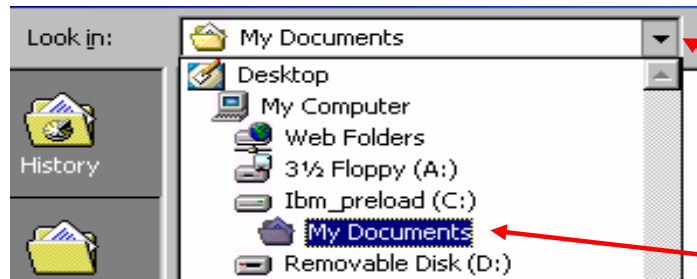 Look in: My Documents
Desktop
My Computer
Web Folders
History
3½ Floppy (A:)
Ibm_preload (C:)
My Documents
Removable Disk (D:)